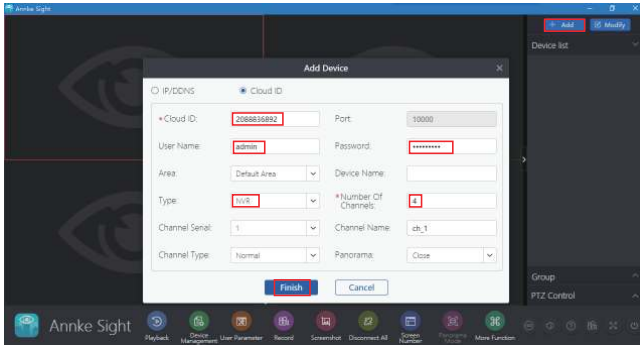 Annke Sight
+ Add
Modify
Device list
Add Device
IP/DDNS
Cloud ID
*Cloud ID:
2088836892
Port:
10000
User Name:
admin
Password:
•••••••••
Area:
Default Area
Device Name:
Type:
NVR
*Number Of Channels:
4
Channel Serial:
1
Channel Name:
ch_1
Channel Type:
Normal
Panorama:
Close
Finish
Cancel
Group
PTZ Control
Annke Sight
Playback
Device Management
User Parameter
Record
Screenshot
Disconnect All
Screen Number
Panorama Mode
More Function